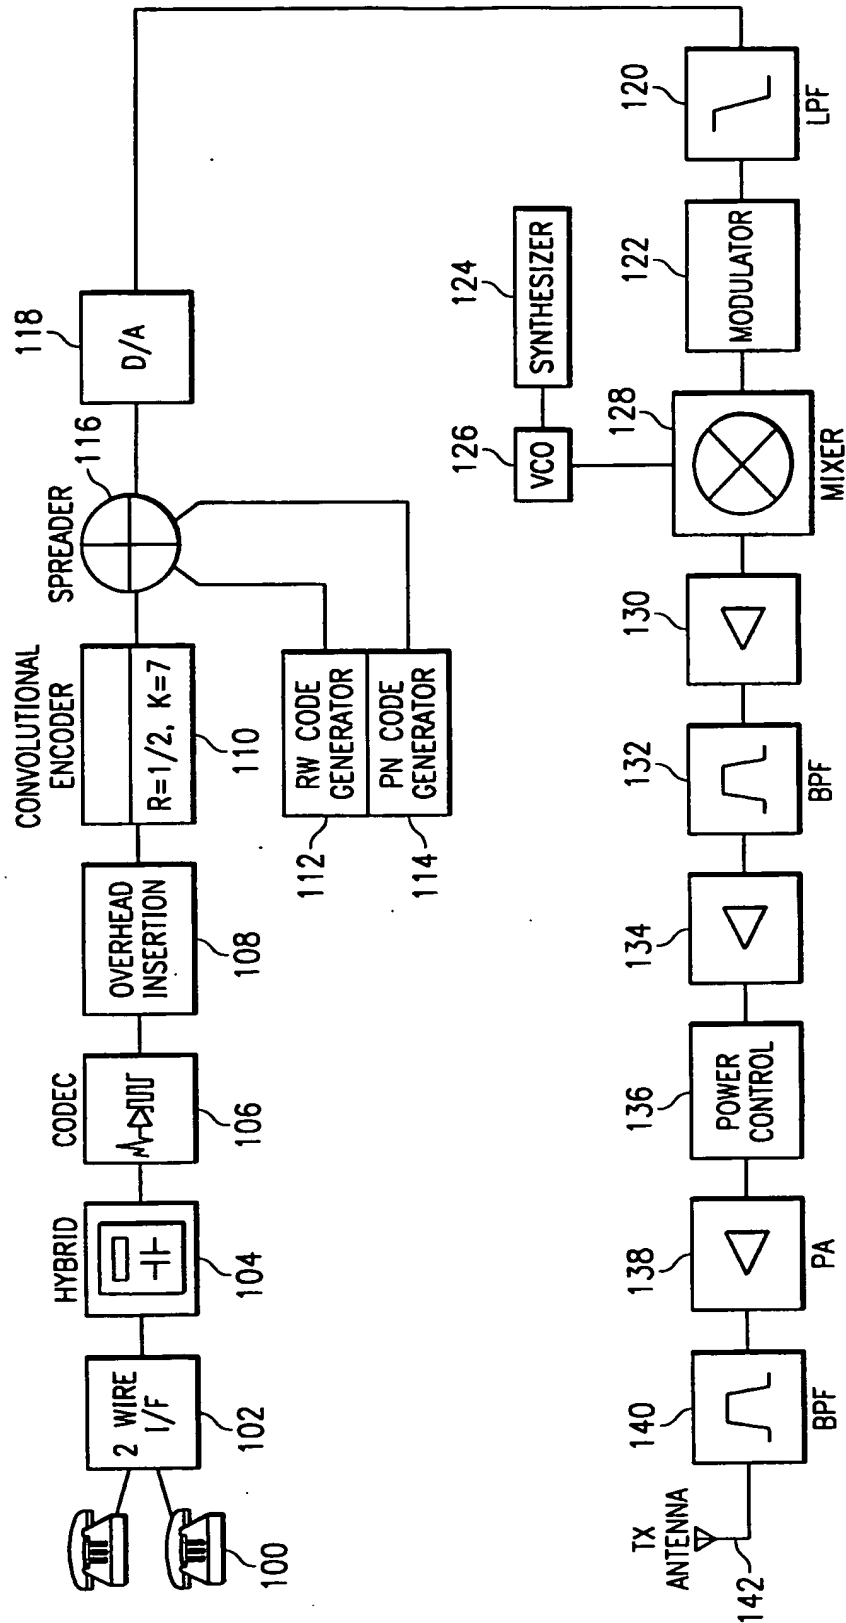 SPREADER
116
118
CONVOLUTIONAL
ENCODER
HYBRID
CODEC
2 WIRE
I/F
OVERHEAD
INSERTION
R=1/2, K=7
D/A
100
102
104
106
108
110
RW CODE
GENERATOR
PN CODE
GENERATOR
112
114
124
SYNTHESIZER
126
VCO
TX
ANTENNA
142
140
138
136
134
132
130
128
122
120
POWER
CONTROL
MODULATOR
BPF
PA
BPF
MIXER
LPF